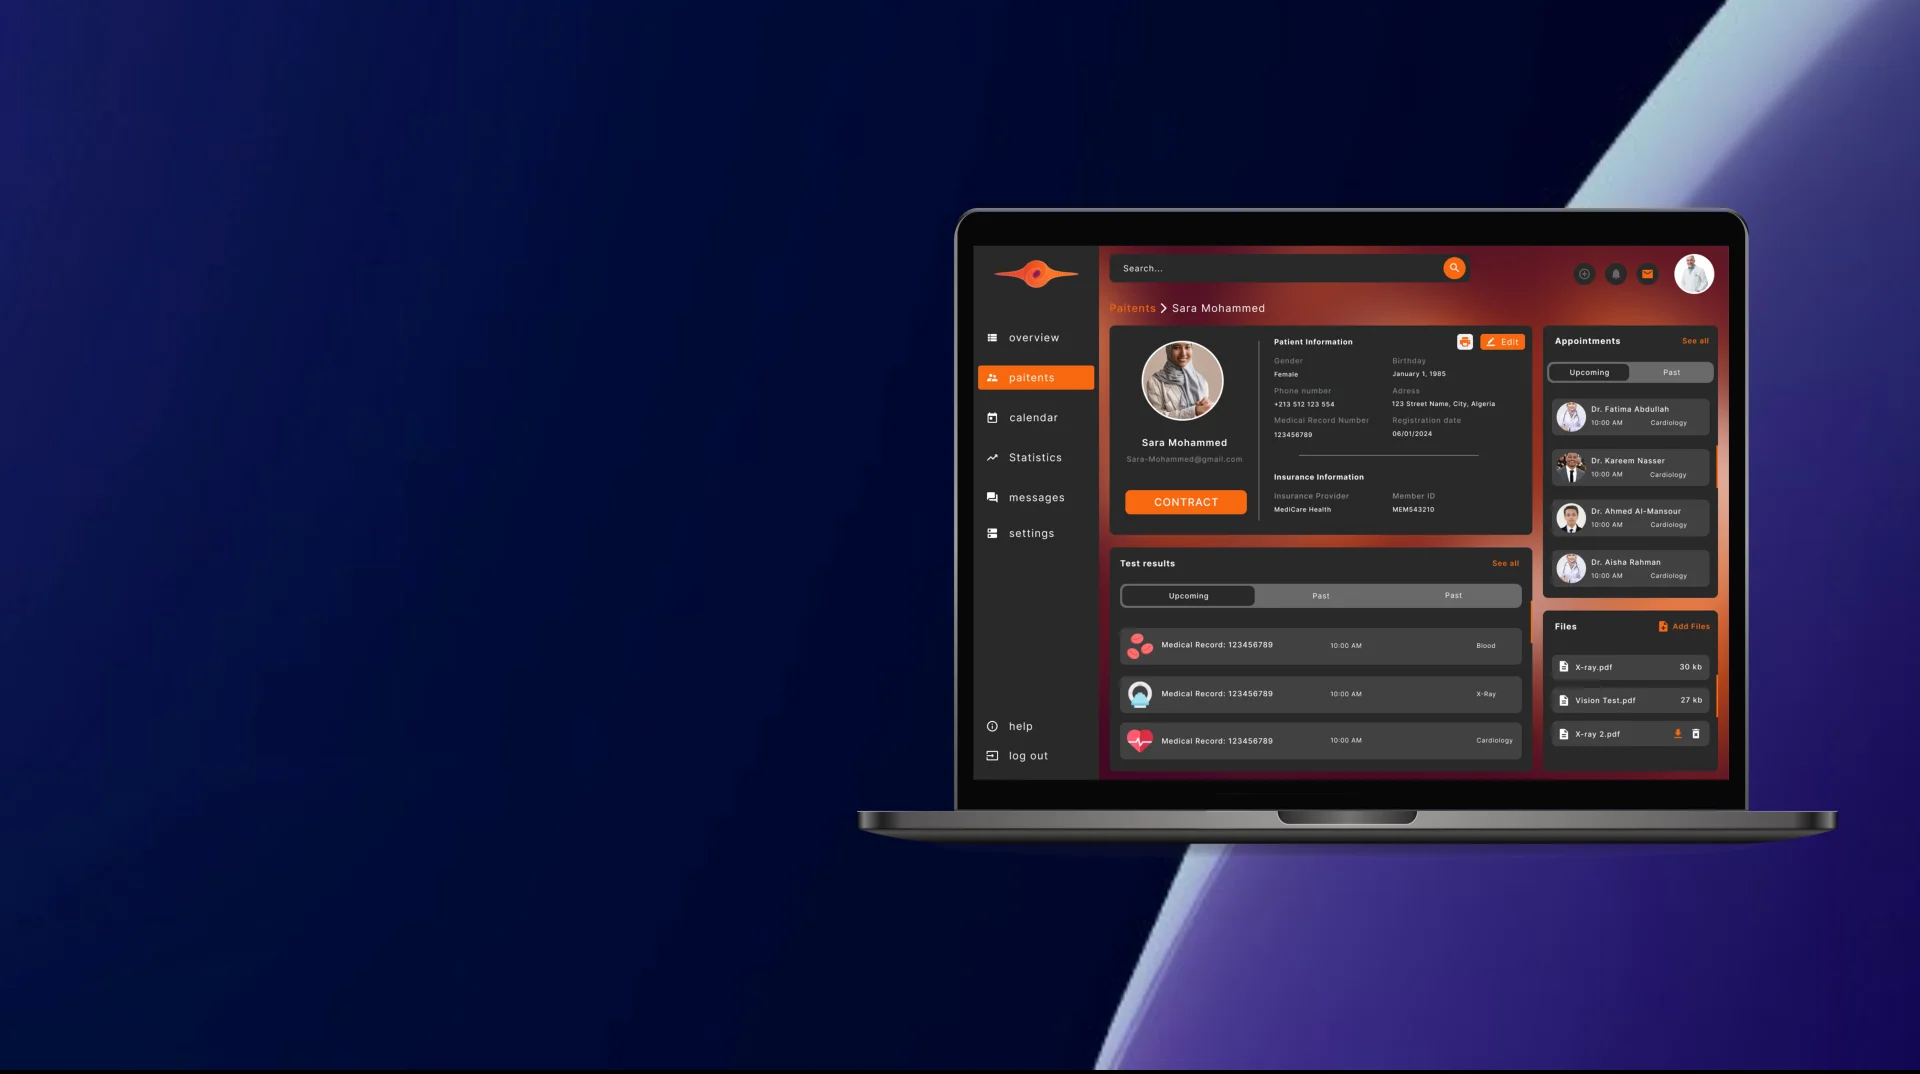 Search...
Paitents > Sara Mohammed
overview
paitents
calendar
Statistics
messages
settings
help
log out
Sara Mohammed
Sara-Mohammed@gmail.com
CONTRACT
Patient Information
Edit
Gender
Birthday
Female
January 1, 1985
Phone number
Adress
+213 512 123 554
123 Street Name, City, Algeria
Medical Record Number
Registration date
123456789
06/01/2024
Insurance Information
Insurance Provider
Member ID
MediCare Health
MEM543210
Test results
See all
Upcoming
Past
Past
Medical Record: 123456789
10:00 AM
Blood
Medical Record: 123456789
10:00 AM
X-Ray
Medical Record: 123456789
10:00 AM
Cardiology
Appointments
See all
Upcoming
Past
Dr. Fatima Abdullah
10:00 AM
Cardiology
Dr. Kareem Nasser
10:00 AM
Cardiology
Dr. Ahmed Al-Mansour
10:00 AM
Cardiology
Dr. Aisha Rahman
10:00 AM
Cardiology
Files
Add Files
X-ray.pdf
30 kb
Vision Test.pdf
27 kb
X-ray 2.pdf